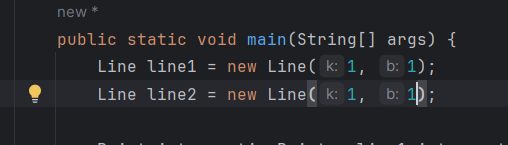 new *
public static void main(String[] args) {
Line line1 = new Line( k: 1, b: 1);
Line line2 = new Line( k: 1, b: 1);